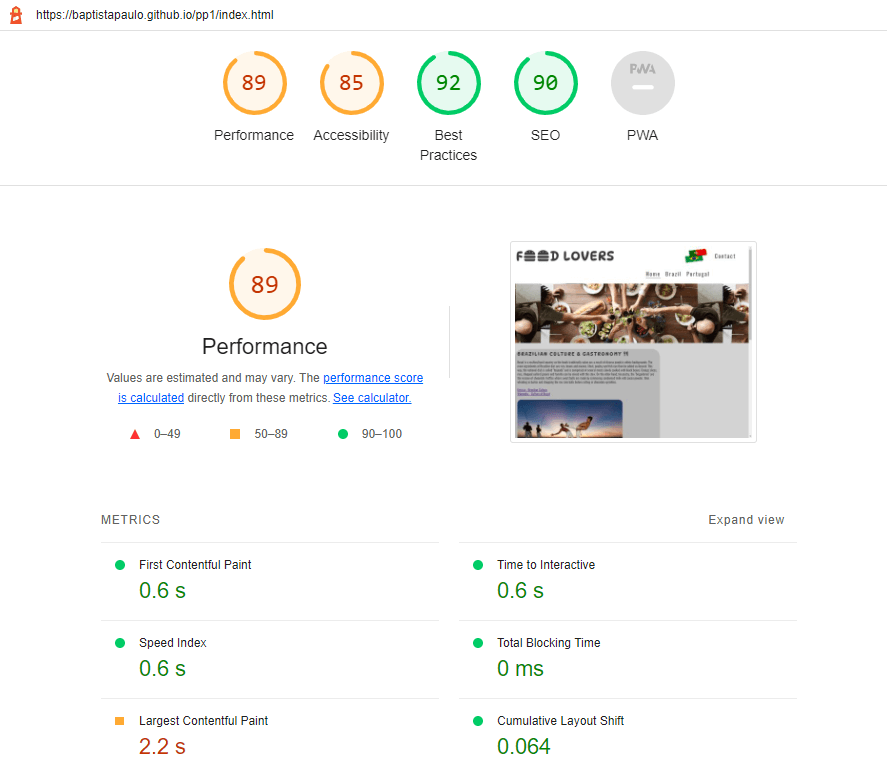 https://baptistapaulo.github.io/pp1/index.html
89
85
92
90
PWA
Performance
Accessibility
Best
Practices
SEO
PWA
89
Performance
Values are estimated and may vary. The performance score
is calculated directly from these metrics. See calculator.
0–49
50–89
90–100
FOOD LOVERS
Contact
Home Brazil Portugal
BRAZILIAN CULTURE & GASTRONOMY !!!
METRICS
Expand view
First Contentful Paint
0.6 s
Time to Interactive
0.6 s
Speed Index
0.6 s
Total Blocking Time
0 ms
Largest Contentful Paint
2.2 s
Cumulative Layout Shift
0.064